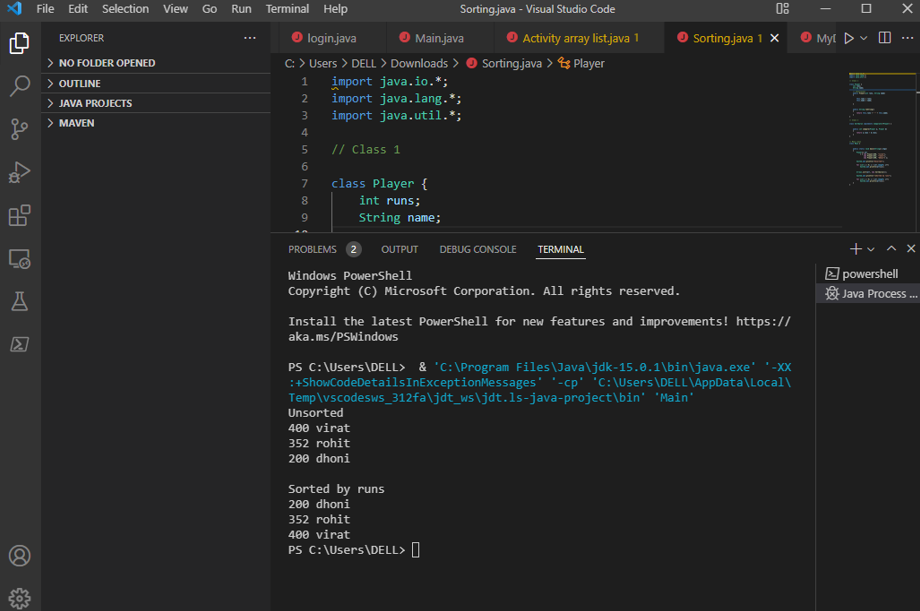 File Edit Selection View Go Run Terminal Help Sorting.java - Visual Studio Code
EXPLORER
NO FOLDER OPENED
OUTLINE
JAVA PROJECTS
MAVEN
login.java Main.java Activity array list.java 1 Sorting.java 1
C: > Users > DELL > Downloads > Sorting.java > Player
1 import java.io.*;
2 import java.lang.*;
3 import java.util.*;
4
5 // Class 1
6
7 class Player {
8 int runs;
9 String name;
PROBLEMS 2 OUTPUT DEBUG CONSOLE TERMINAL
powershell
Java Process ...
Windows PowerShell
Copyright (C) Microsoft Corporation. All rights reserved.
Install the latest PowerShell for new features and improvements! https://
aka.ms/PSWindows
PS C:\Users\DELL>  & 'C:\Program Files\Java\jdk-15.0.1\bin\java.exe' '-XX
:+ShowCodeDetailsInExceptionMessages' '-cp' 'C:\Users\DELL\AppData\Local\
Temp\vscodesws_312fa\jdt_ws\jdt.ls-java-project\bin' 'Main'
Unsorted
400 virat
352 rohit
200 dhoni
Sorted by runs
200 dhoni
352 rohit
400 virat
PS C:\Users\DELL>